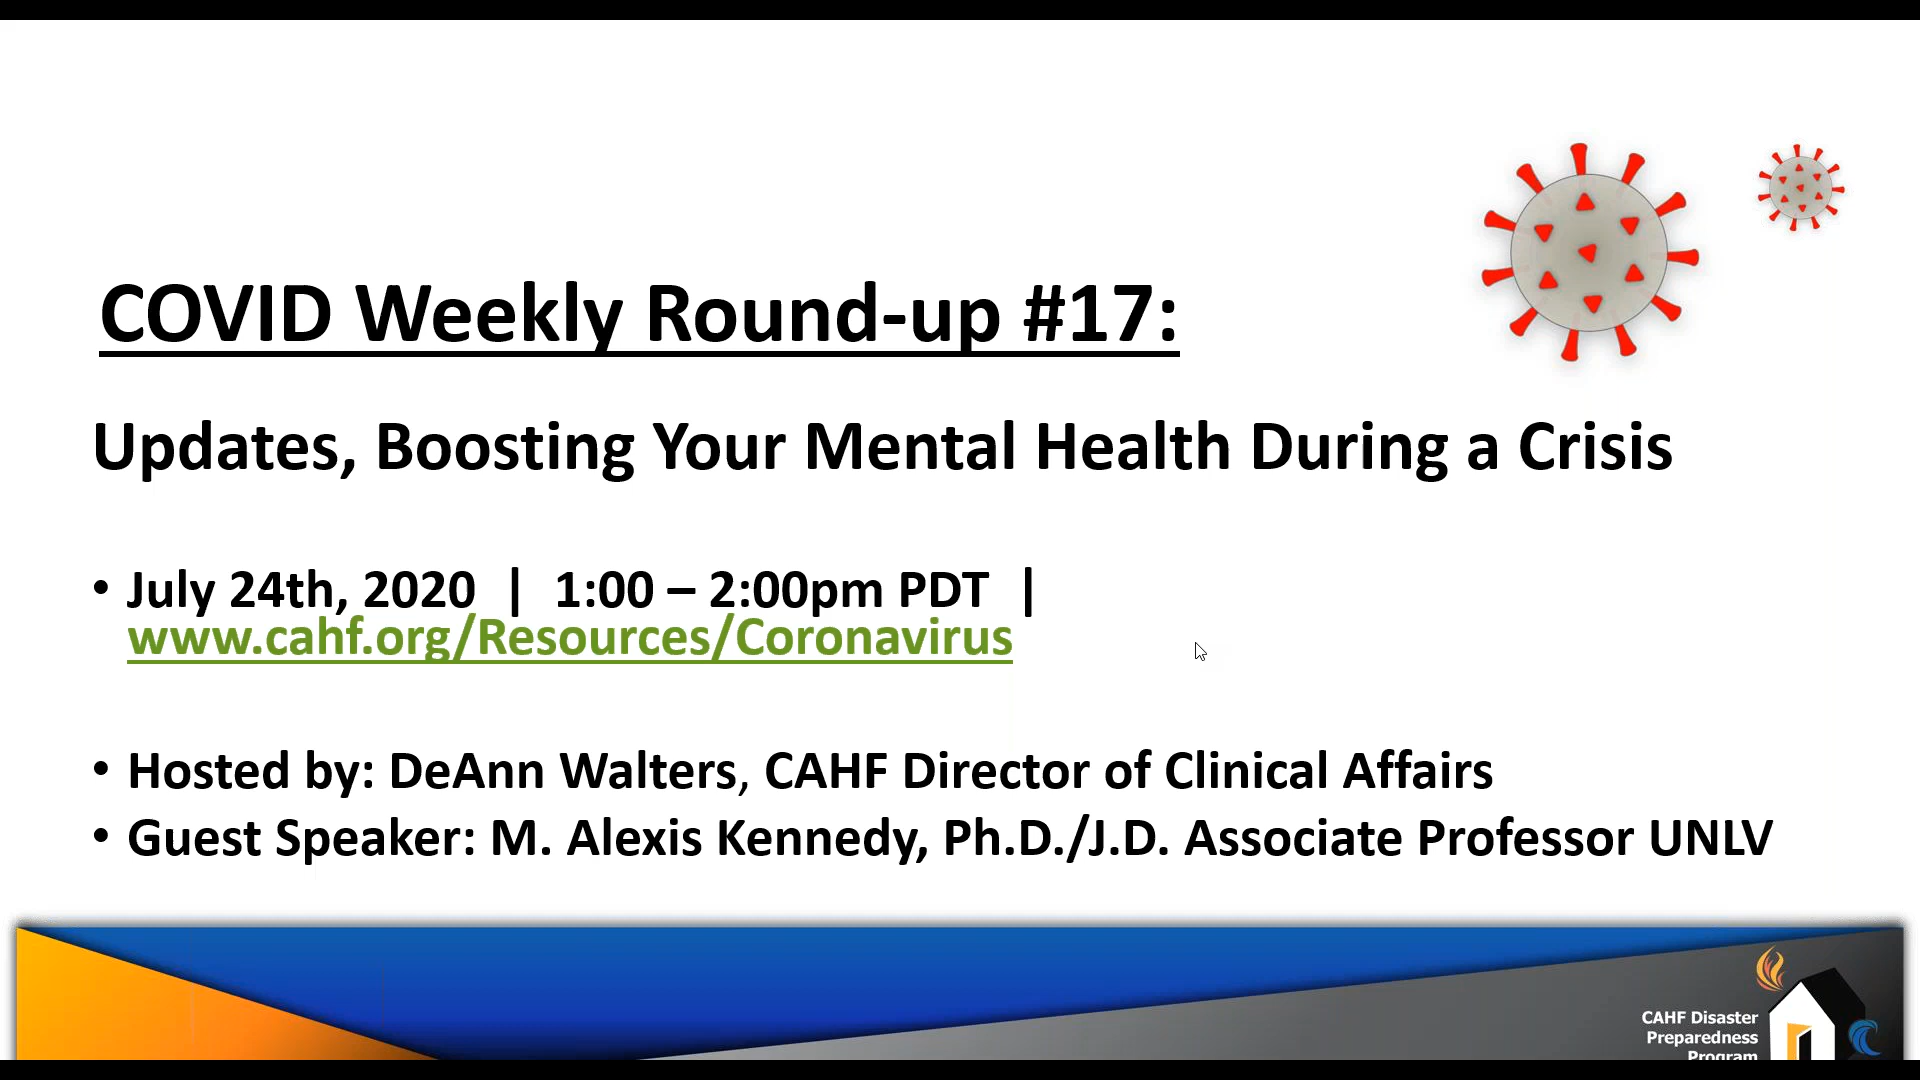 COVID Weekly Round-up #17:
Updates, Boosting Your Mental Health During a Crisis
• July 24th, 2020 | 1:00 – 2:00pm PDT |
www.cahf.org/Resources/Coronavirus
• Hosted by: DeAnn Walters, CAHF Director of Clinical Affairs
• Guest Speaker: M. Alexis Kennedy, Ph.D./J.D. Associate Professor UNLV
CAHF Disaster
Preparedness
Program